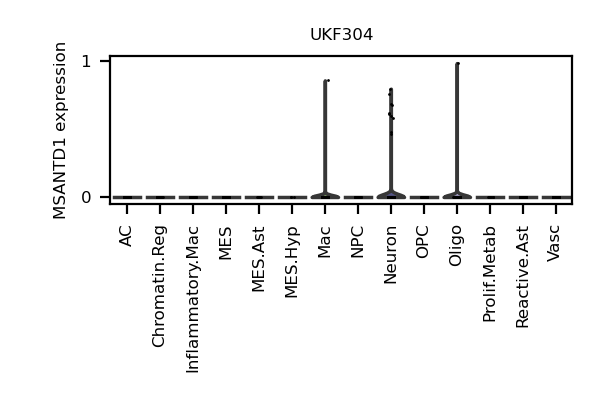 UKF304
MSANTD1 expression
1
0
AC
Chromatin.Reg
Inflammatory.Mac
MES
MES.Ast
MES.Hyp
Mac
NPC
Neuron
OPC
Oligo
Prolif.Metab
Reactive.Ast
Vasc